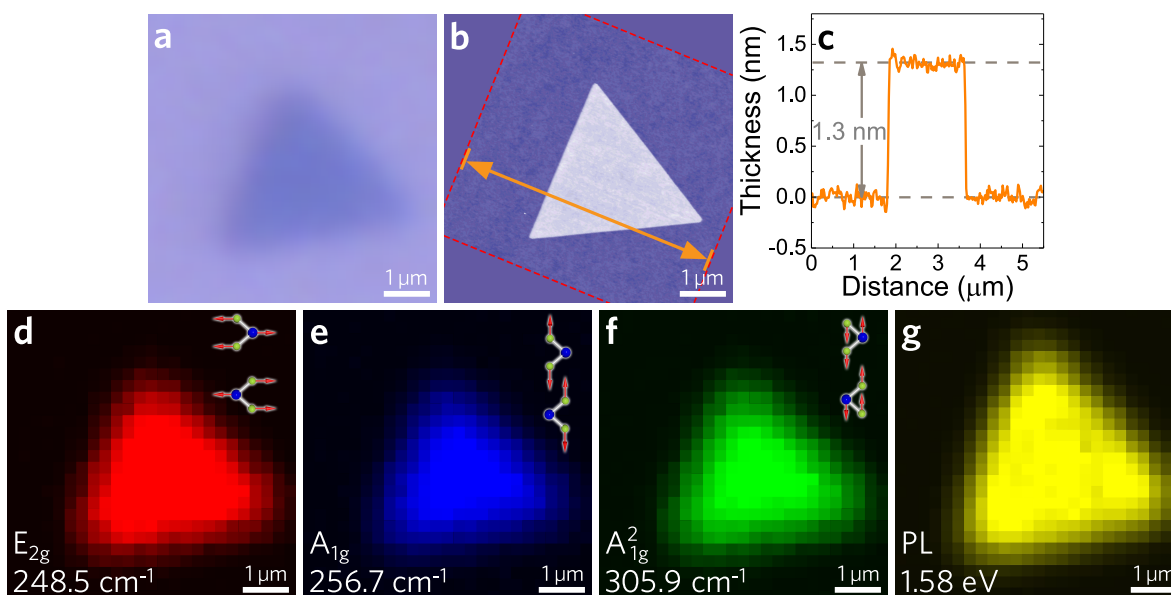 a
1 μm
b
1 μm
c
Thickness (nm)
1.5
1.0
0.5
0.0
-0.5
1.3 nm
0 1 2 3 4 5
Distance (μm)
d
E2g
248.5 cm⁻¹
1 μm
e
A1g
256.7 cm⁻¹
1 μm
f
A²1g
305.9 cm⁻¹
1 μm
g
PL
1.58 eV
1 μm